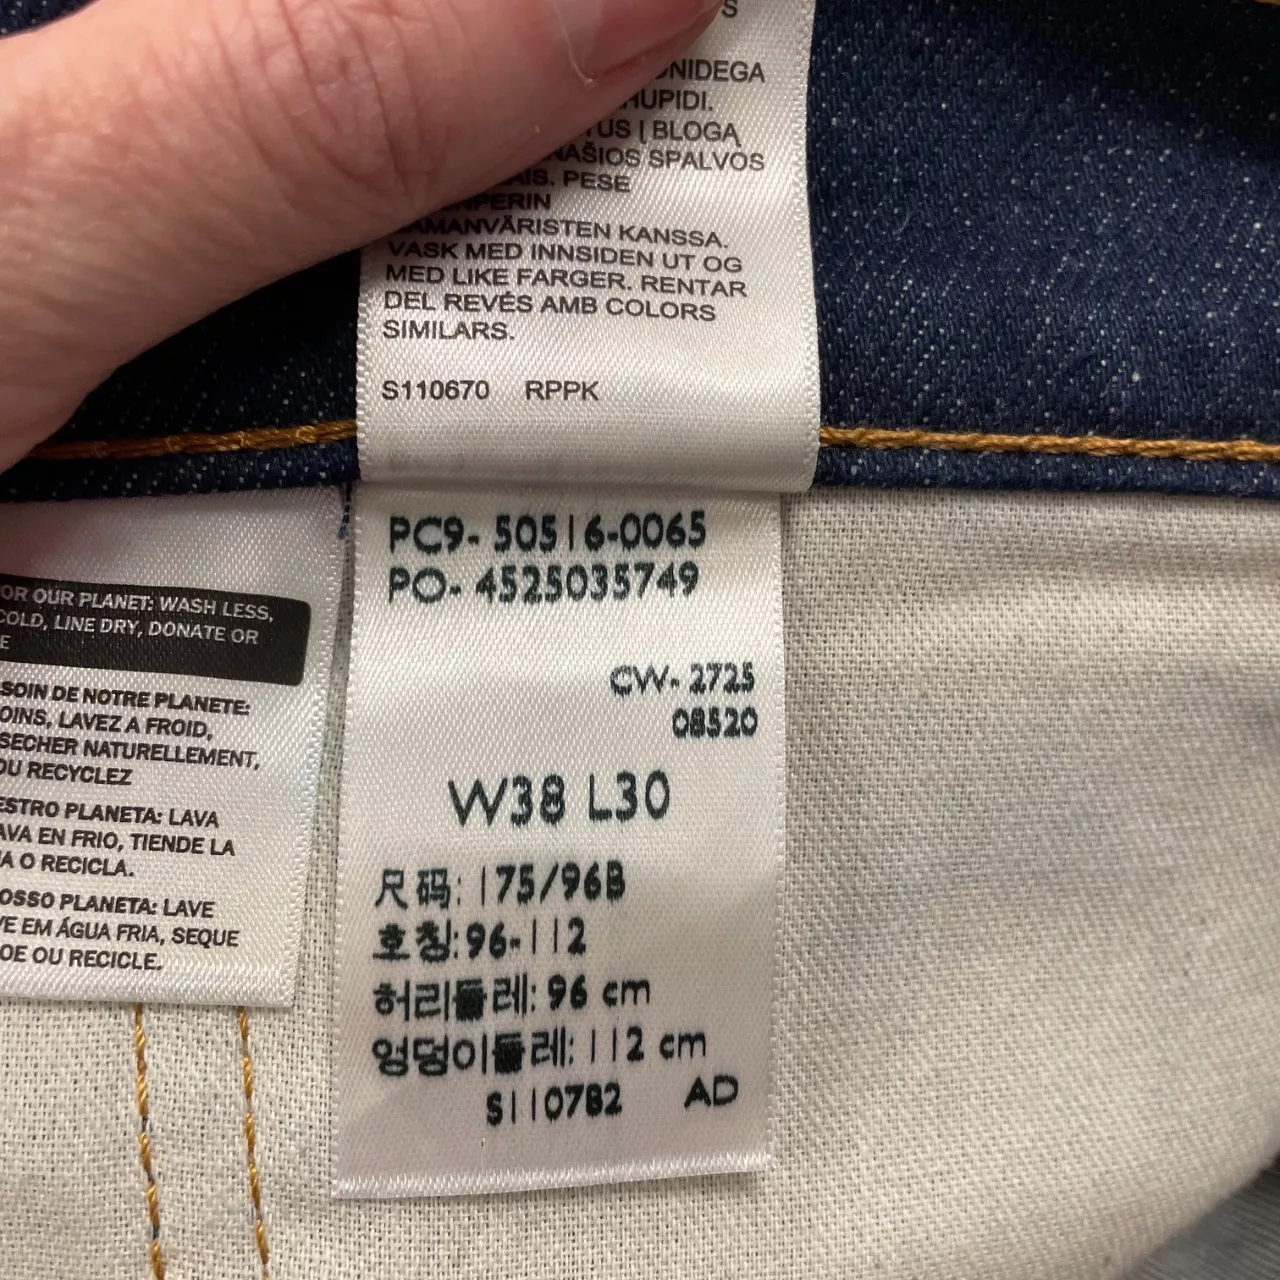 S
HUPIDI.
| BLOGĄ
SPALVOS
PESE
VASK MED INNSIDEN UT OG
KANSSA.
MED LIKE FARGER. RENTAR
DEL REVÉS AMB COLORS
SIMILARS.
S110670 RPPK
OR OUR PLANET: WASH LESS,
COLD, LINE DRY, DONATE OR
E
SOIN DE NOTRE PLANETE:
OINS, LAVEZ A FROID,
SECHER NATURELLEMENT,
OU RECYCLEZ
ESTRO PLANETA: LAVA
AVA EN FRIO, TIENDE LA
A O RECICLA.
OSSO PLANETA: LAVE
VE EM ÁGUA FRIA, SEQUE
OE OU RECICLE.
PC9- 50516-0065
PO- 4525035749
CW- 2725
08520
W38 L30
尺码: 175/96B
호칭: 96-112
허리둘레: 96 cm
엉덩이둘레: 112 cm
S110782 AD